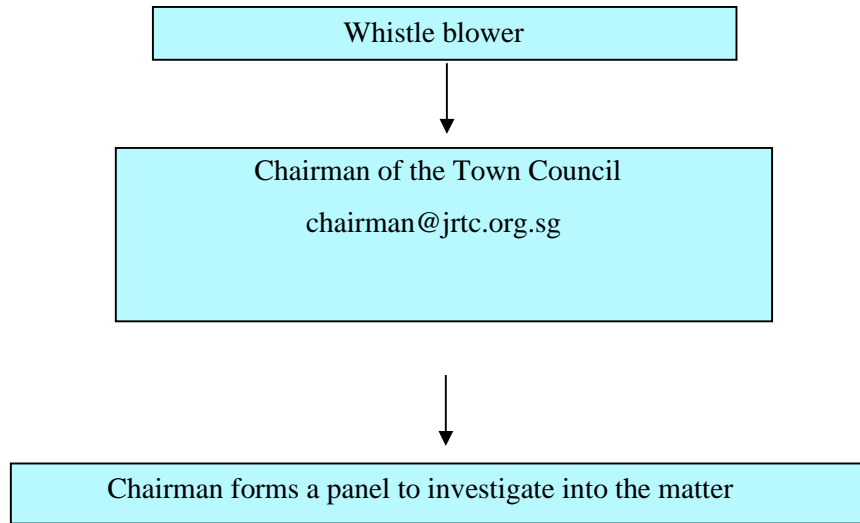 Whistle blower
Chairman of the Town Council
chairman@jrtc.org.sg
Chairman forms a panel to investigate into the matter